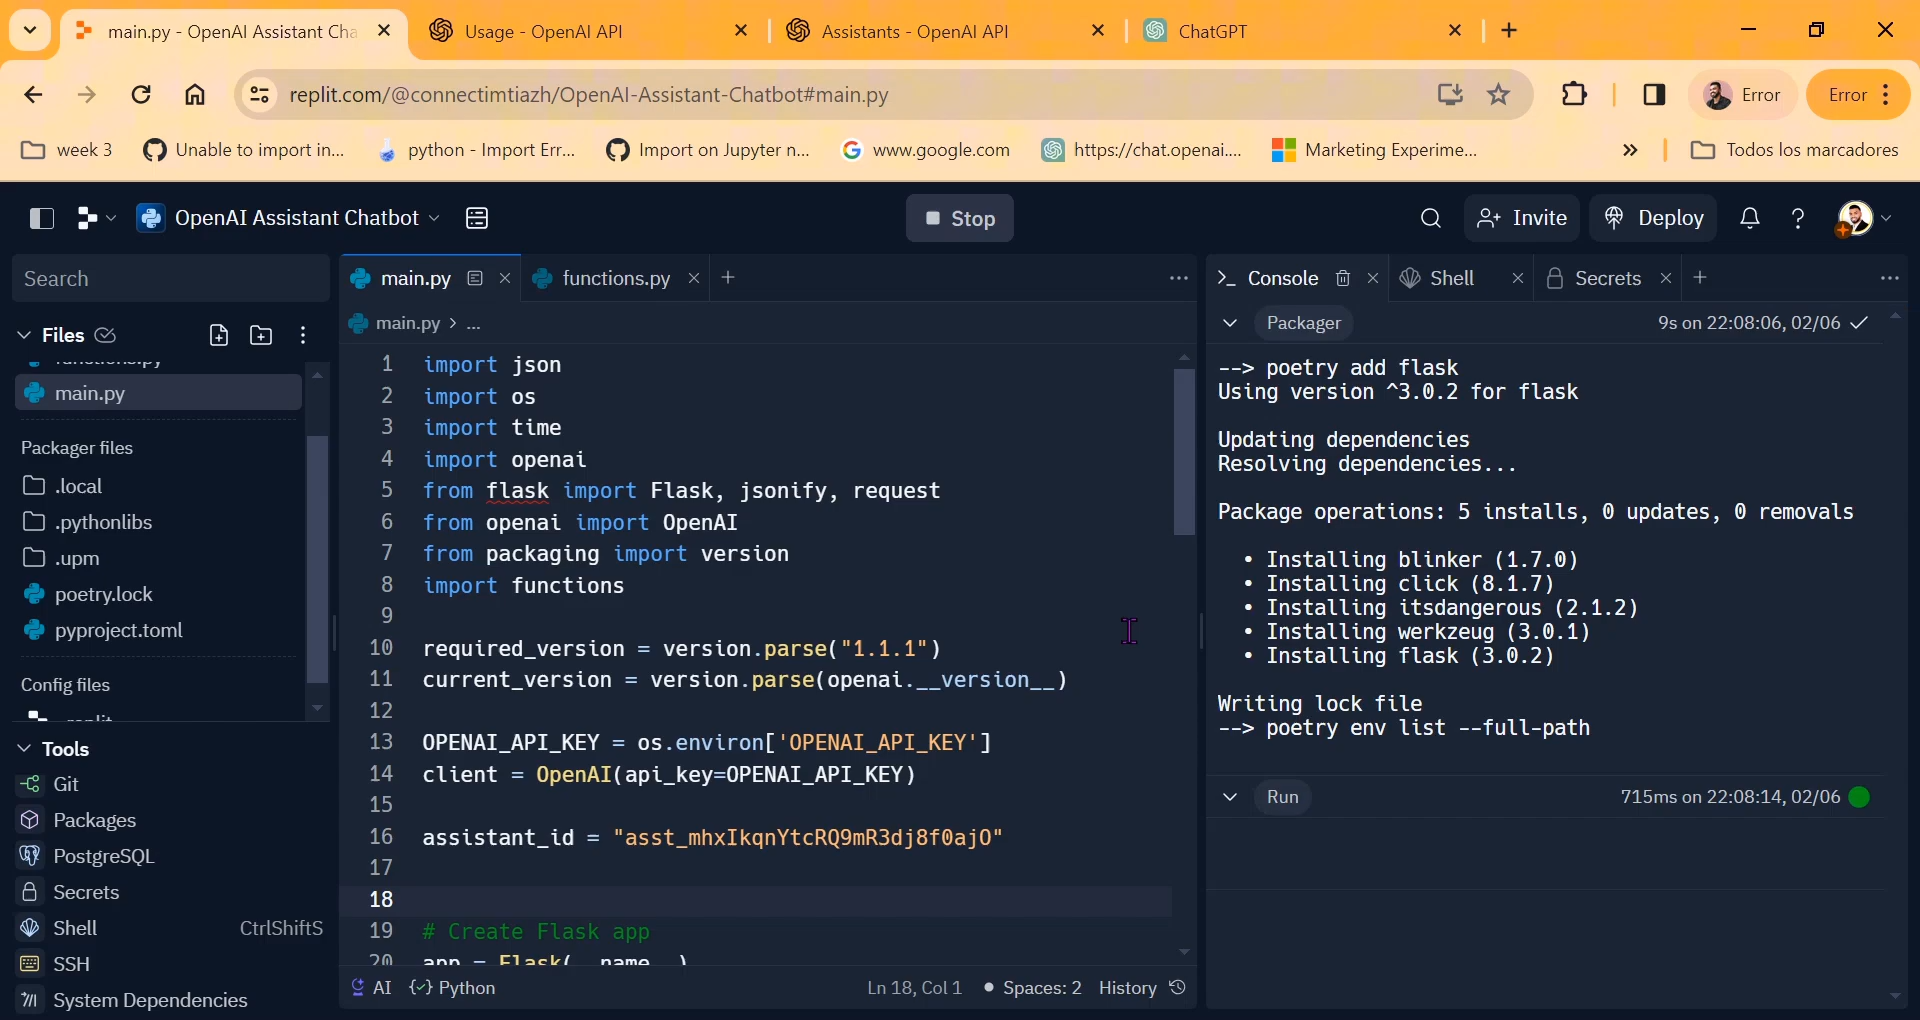 main.py - OpenAI Assistant Cha
Usage - OpenAI API
Assistants - OpenAI API
ChatGPT
replit.com/@connectimtiazh/OpenAI-Assistant-Chatbot#main.py
Error
Error
week 3
Unable to import in...
python - Import Err...
Import on Jupyter n...
www.google.com
https://chat.openai....
Marketing Experime...
Todos los marcadores
OpenAI Assistant Chatbot
Stop
Invite
Deploy
Search
Files
functions.py
main.py
Packager files
.local
.pythonlibs
.upm
poetry.lock
pyproject.toml
Config files
.replit
Tools
Git
Packages
PostgreSQL
Secrets
Shell CtrlShiftS
SSH
System Dependencies
main.py
functions.py
main.py > ...
1 import json
2 import os
3 import time
4 import openai
5 from flask import Flask, jsonify, request
6 from openai import OpenAI
7 from packaging import version
8 import functions
9
10 required_version = version.parse("1.1.1")
11 current_version = version.parse(openai.__version__)
12
13 OPENAI_API_KEY = os.environ['OPENAI_API_KEY']
14 client = OpenAI(api_key=OPENAI_API_KEY)
15
16 assistant_id = "asst_mhxIkqnYtcRQ9mR3dj8f0ajO"
17
18
19 # Create Flask app
20 app = Flask(__name__)
AI
Python
Ln 18, Col 1
Spaces: 2
History
Console
Shell
Secrets
Packager
9s on 22:08:06, 02/06
--> poetry add flask
Using version ^3.0.2 for flask
Updating dependencies
Resolving dependencies...
Package operations: 5 installs, 0 updates, 0 removals
• Installing blinker (1.7.0)
• Installing click (8.1.7)
• Installing itsdangerous (2.1.2)
• Installing werkzeug (3.0.1)
• Installing flask (3.0.2)
Writing lock file
--> poetry env list --full-path
Run
715ms on 22:08:14, 02/06